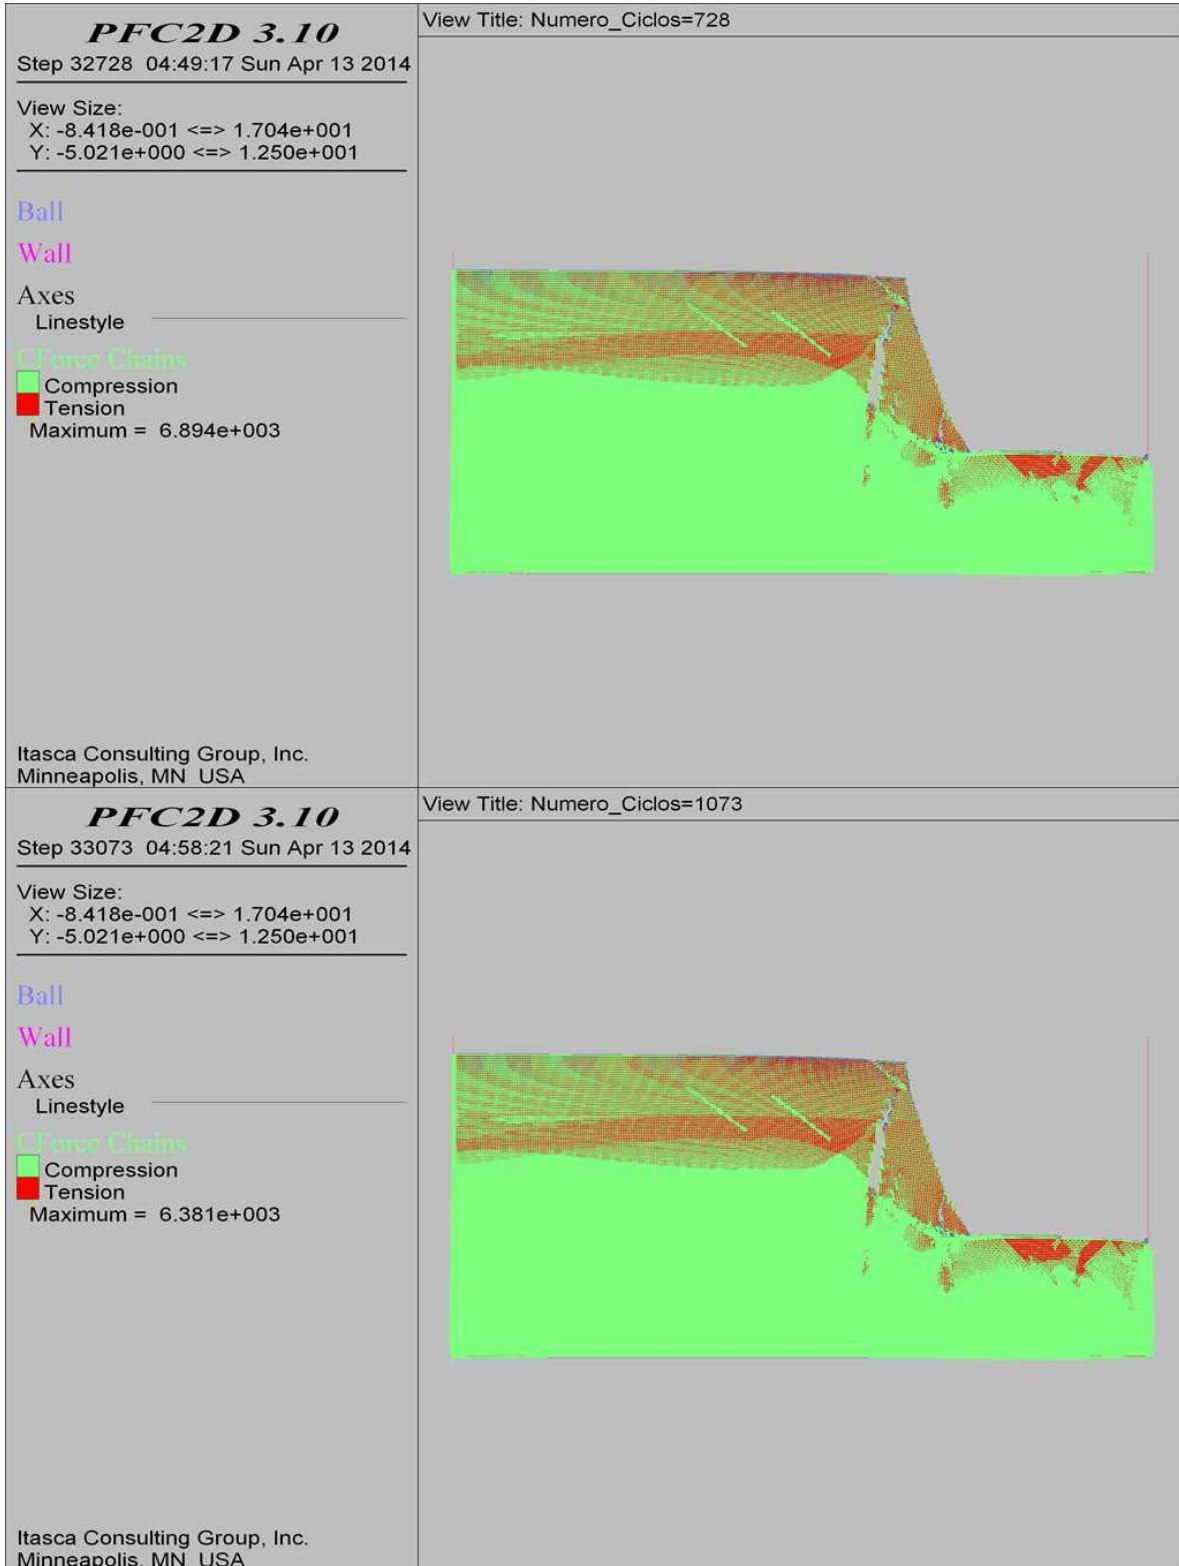 PFC2D 3.10
Step 32728 04:49:17 Sun Apr 13 2014
View Size:
X: -8.418e-001 <=> 1.704e+001
Y: -5.021e+000 <=> 1.250e+001
Ball
Wall
Axes
Linestyle
CForce Chains
Compression
Tension
Maximum = 6.894e+003
Itasca Consulting Group, Inc.
Minneapolis, MN USA
View Title: Numero_Ciclos=728
PFC2D 3.10
Step 33073 04:58:21 Sun Apr 13 2014
View Size:
X: -8.418e-001 <=> 1.704e+001
Y: -5.021e+000 <=> 1.250e+001
Ball
Wall
Axes
Linestyle
CForce Chains
Compression
Tension
Maximum = 6.381e+003
Itasca Consulting Group, Inc.
Minneapolis, MN USA
View Title: Numero_Ciclos=1073